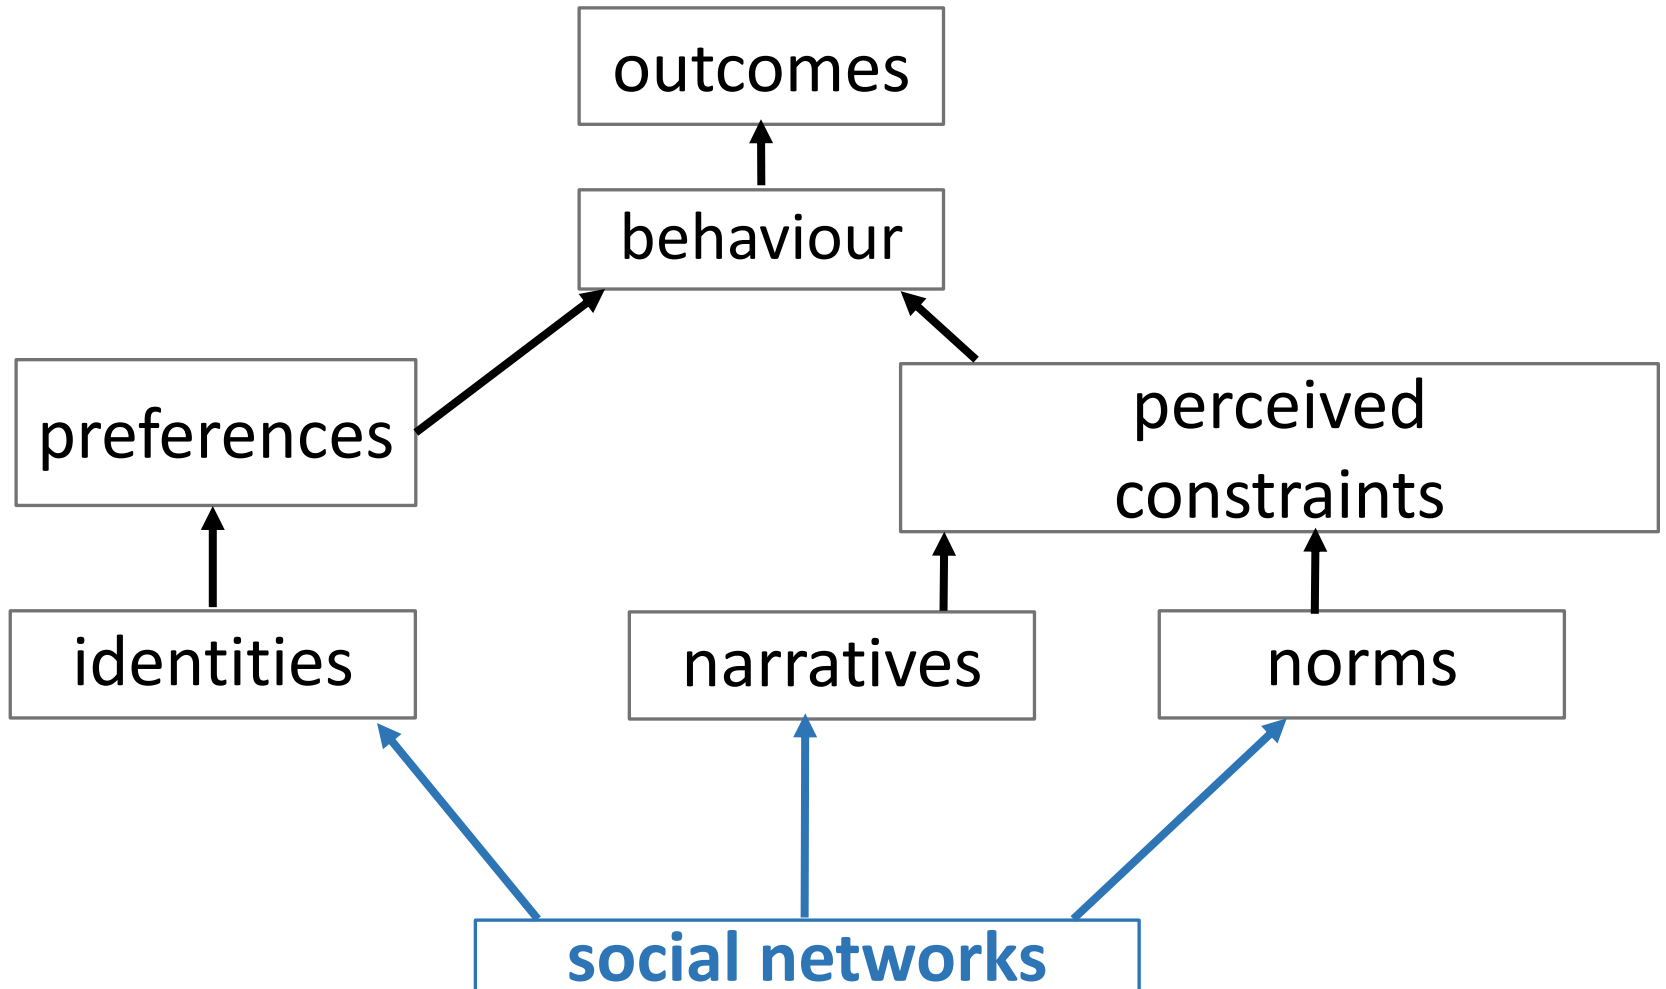 outcomes
behaviour
preferences
perceived
constraints
identities
narratives
norms
social networks